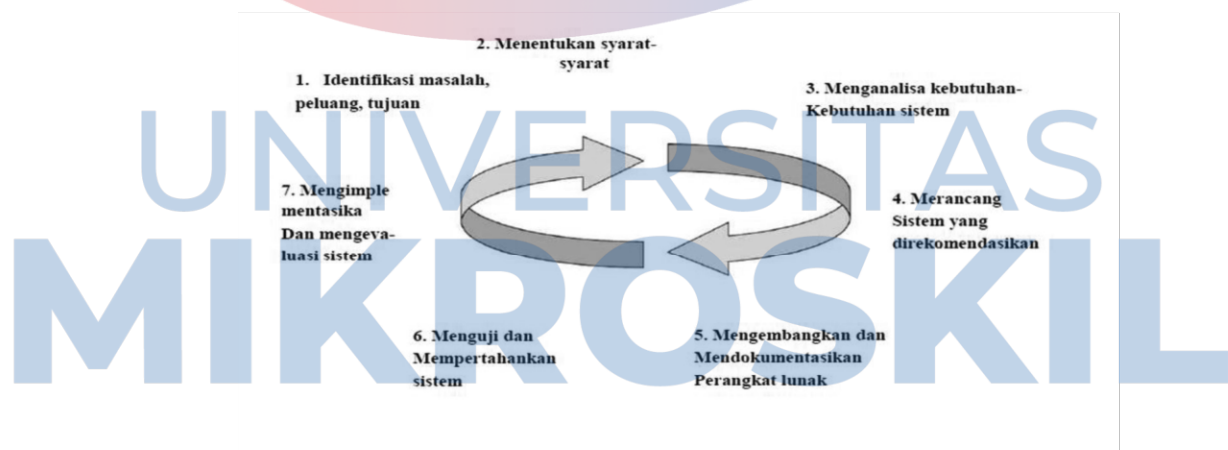 2. Menentukan syarat-
syarat
1. Identifikasi masalah,
peluang, tujuan
3. Menganalisa kebutuhan-
Kebutuhan sistem
UNIVERSITAS
7. Mengimple
mentasika
Dan mengeva-
luasi sistem
4. Merancang
Sistem yang
direkomendasikan
MIKROSKIL
6. Menguji dan
Mempertahankan
sistem
5. Mengembangkan dan
Mendokumentasikan
Perangkat lunak